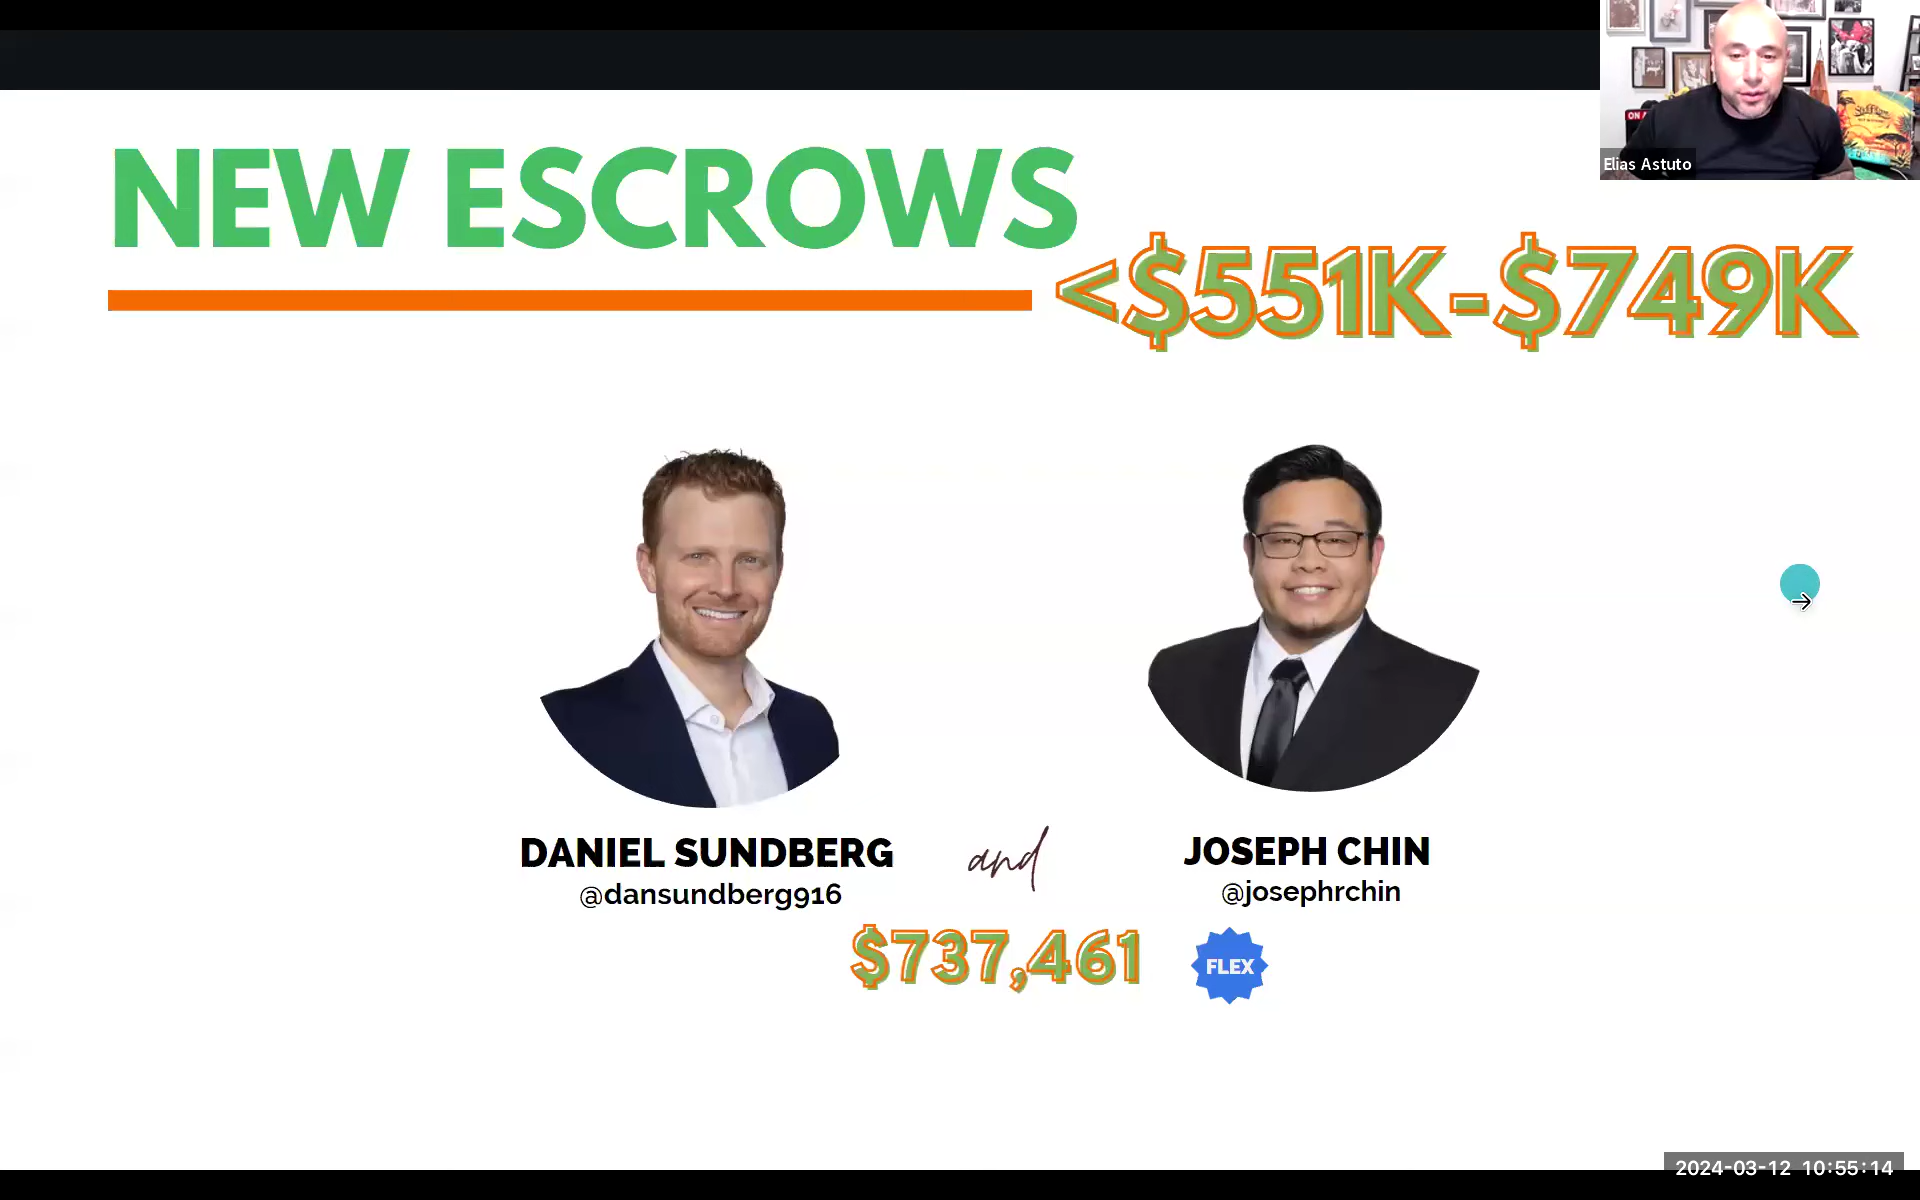 NEW ESCROWS
<$551K-$749K
Elias Astuto
DANIEL SUNDBERG
and
JOSEPH CHIN
@dansundberg916
@josephrchin
$737,461
FLEX
2024-03-12 10:55:14